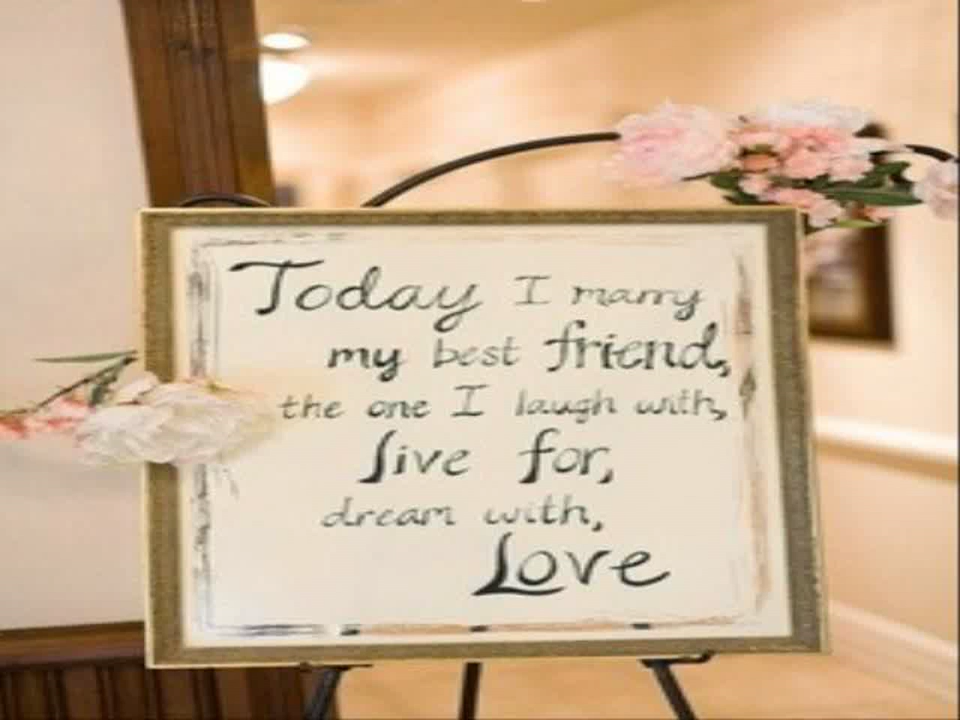 Today I marry
my best friend,
the one I laugh with,
live for,
dream with,
Love